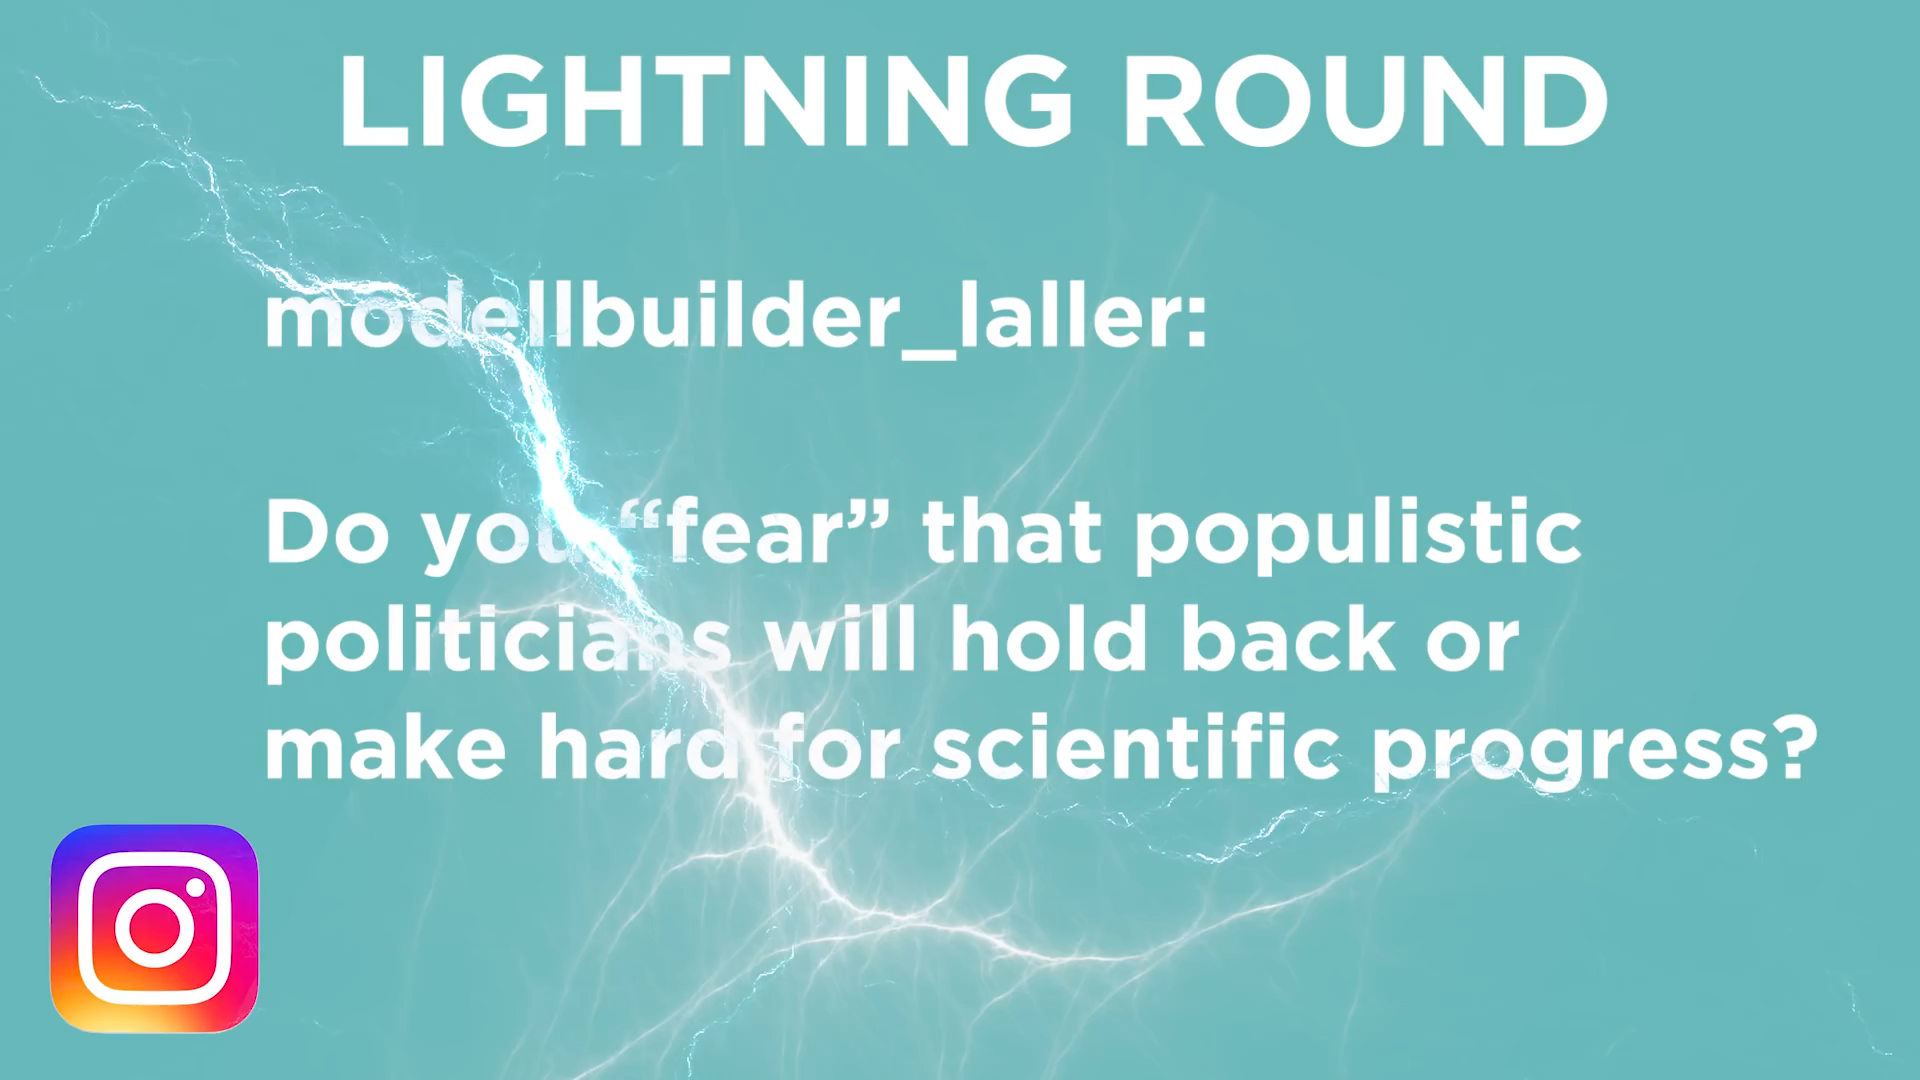 LIGHTNING ROUND
modellbuilder_laller:
Do you “fear” that populistic
politicians will hold back or
make hard for scientific progress?